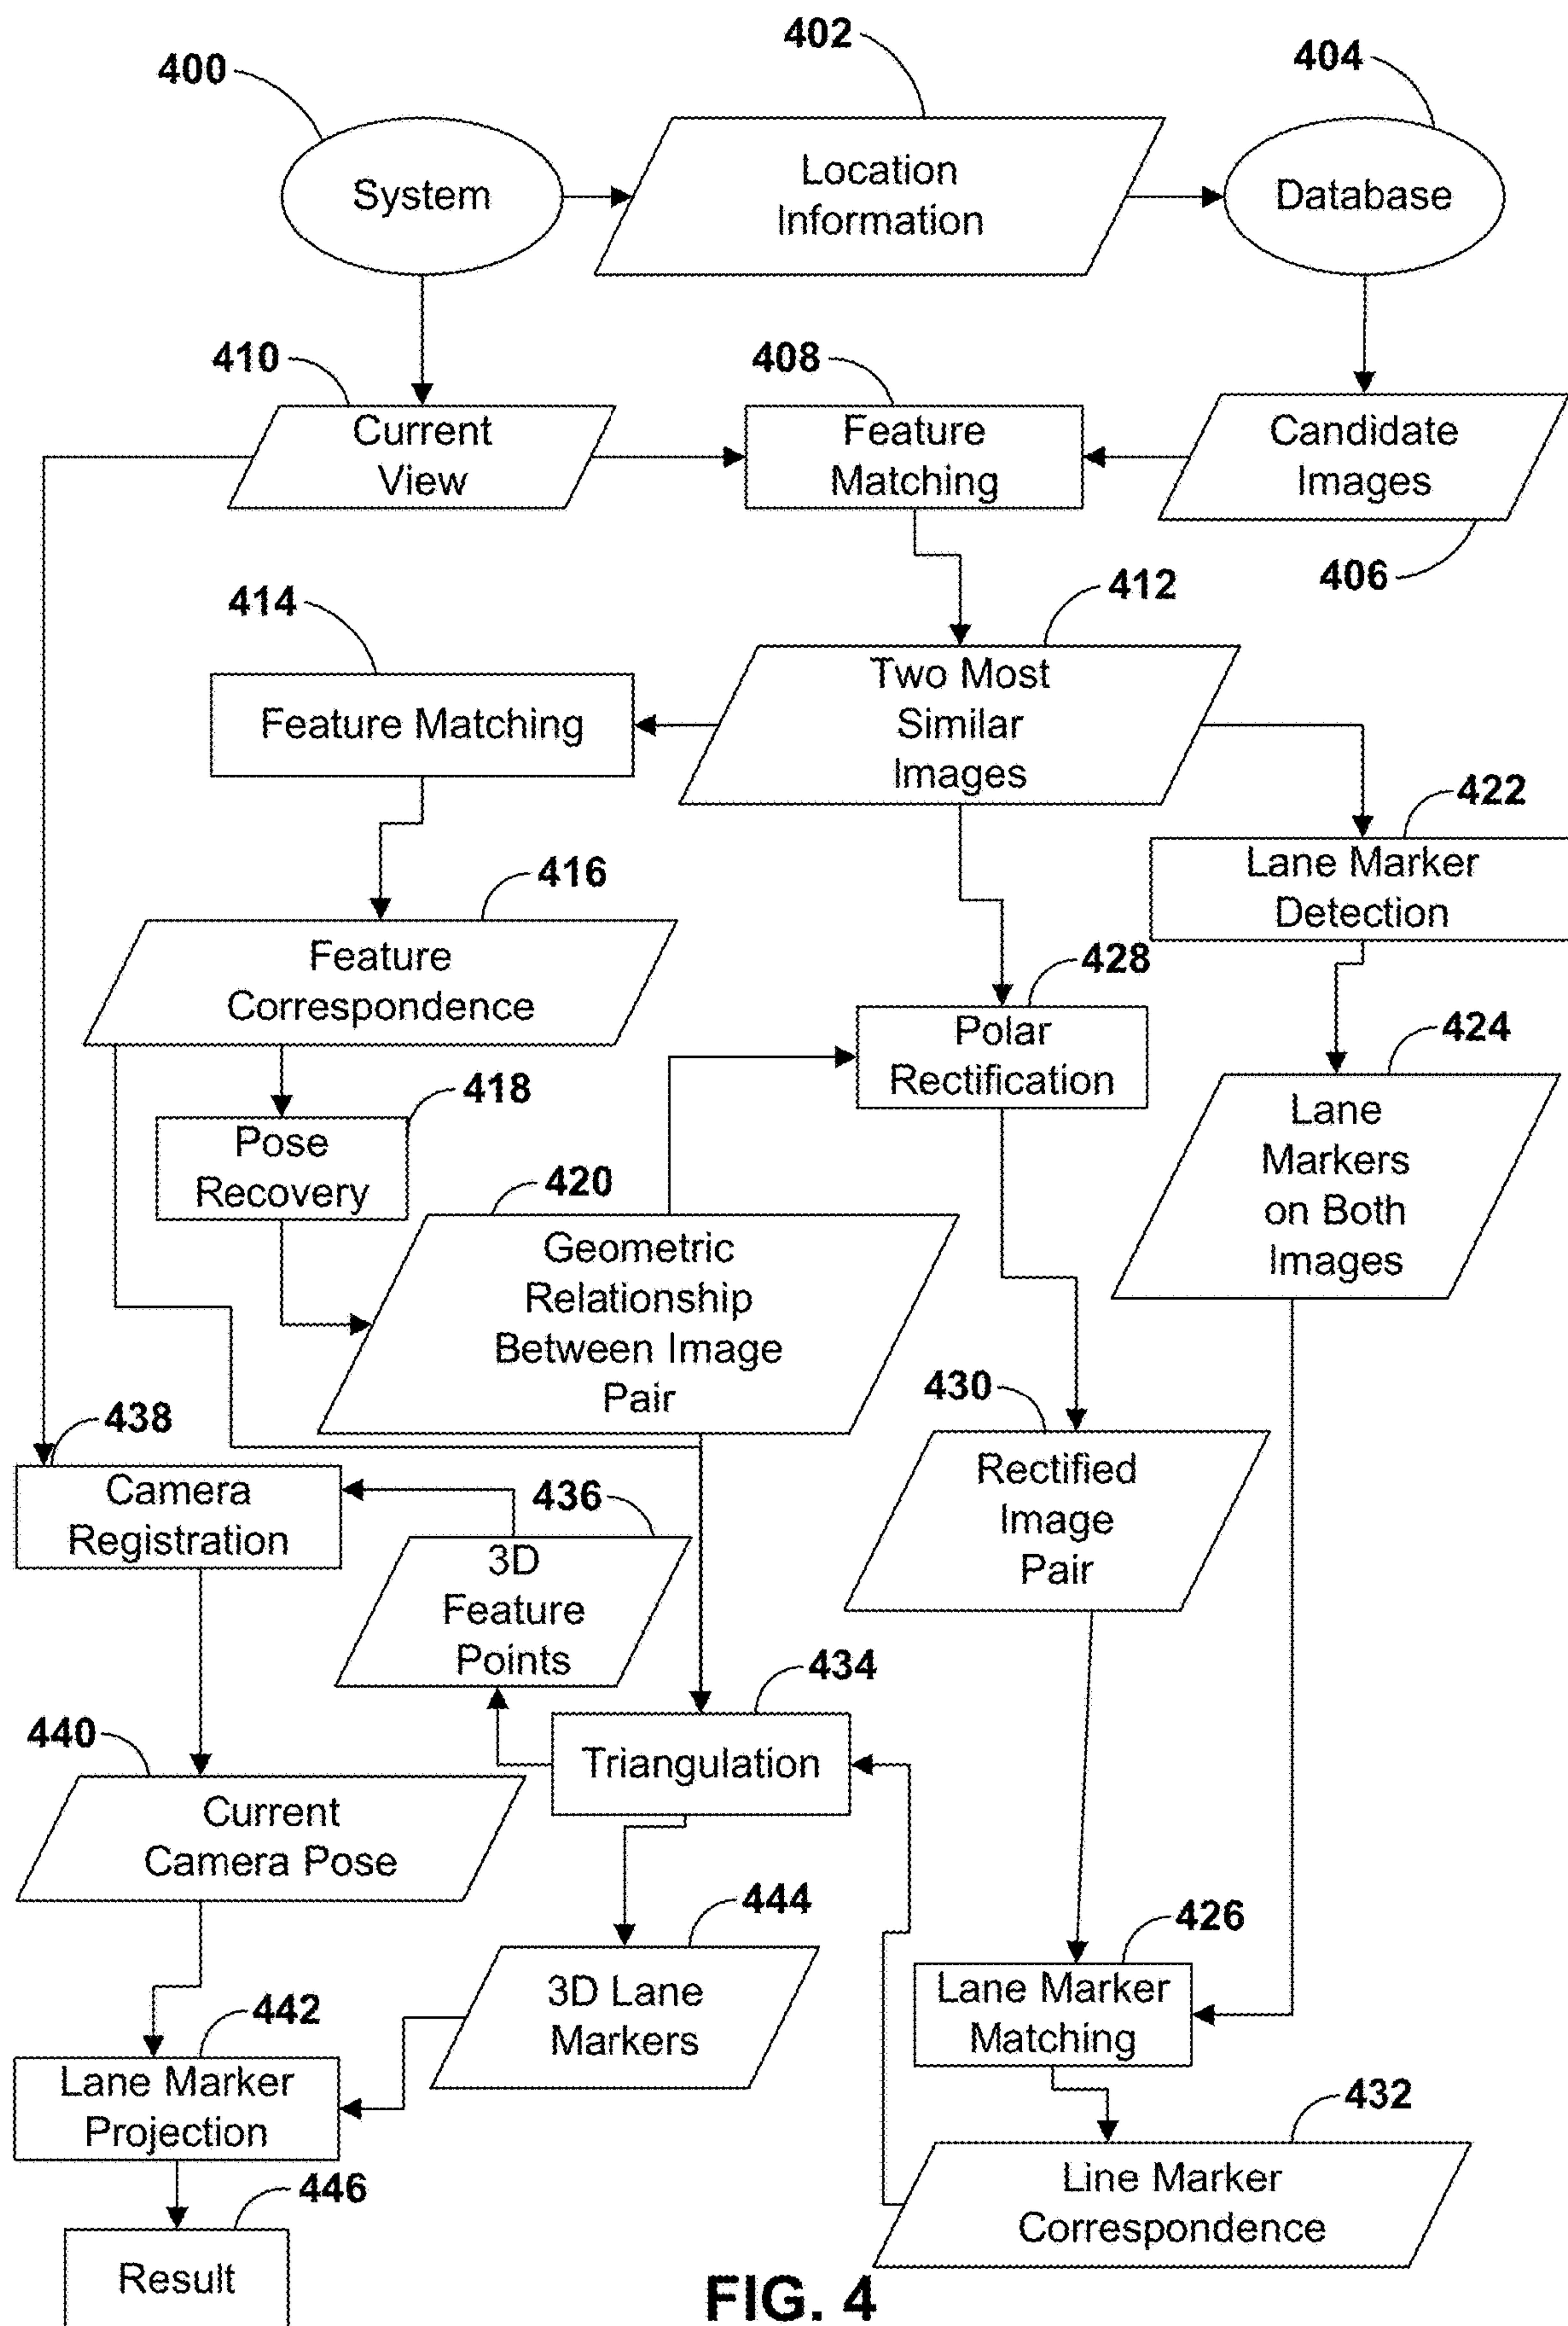 402
400
404
System
Location
Information
Database
410
408
Current
View
Feature
Matching
Candidate
Images
406
412
414
Two Most
Similar
Images
Feature Matching
422
Lane Marker
Detection
416
Feature
Correspondence
428
Polar
Rectification
424
Lane
Markers
on Both
Images
418
Pose
Recovery
420
Geometric
Relationship
Between Image
Pair
430
Rectified
Image
Pair
438
Camera
Registration
436
3D
Feature
Points
434
Triangulation
440
Current
Camera Pose
444
3D Lane
Markers
426
Lane Marker
Matching
442
Lane Marker
Projection
432
Line Marker
Correspondence
446
Result
FIG. 4